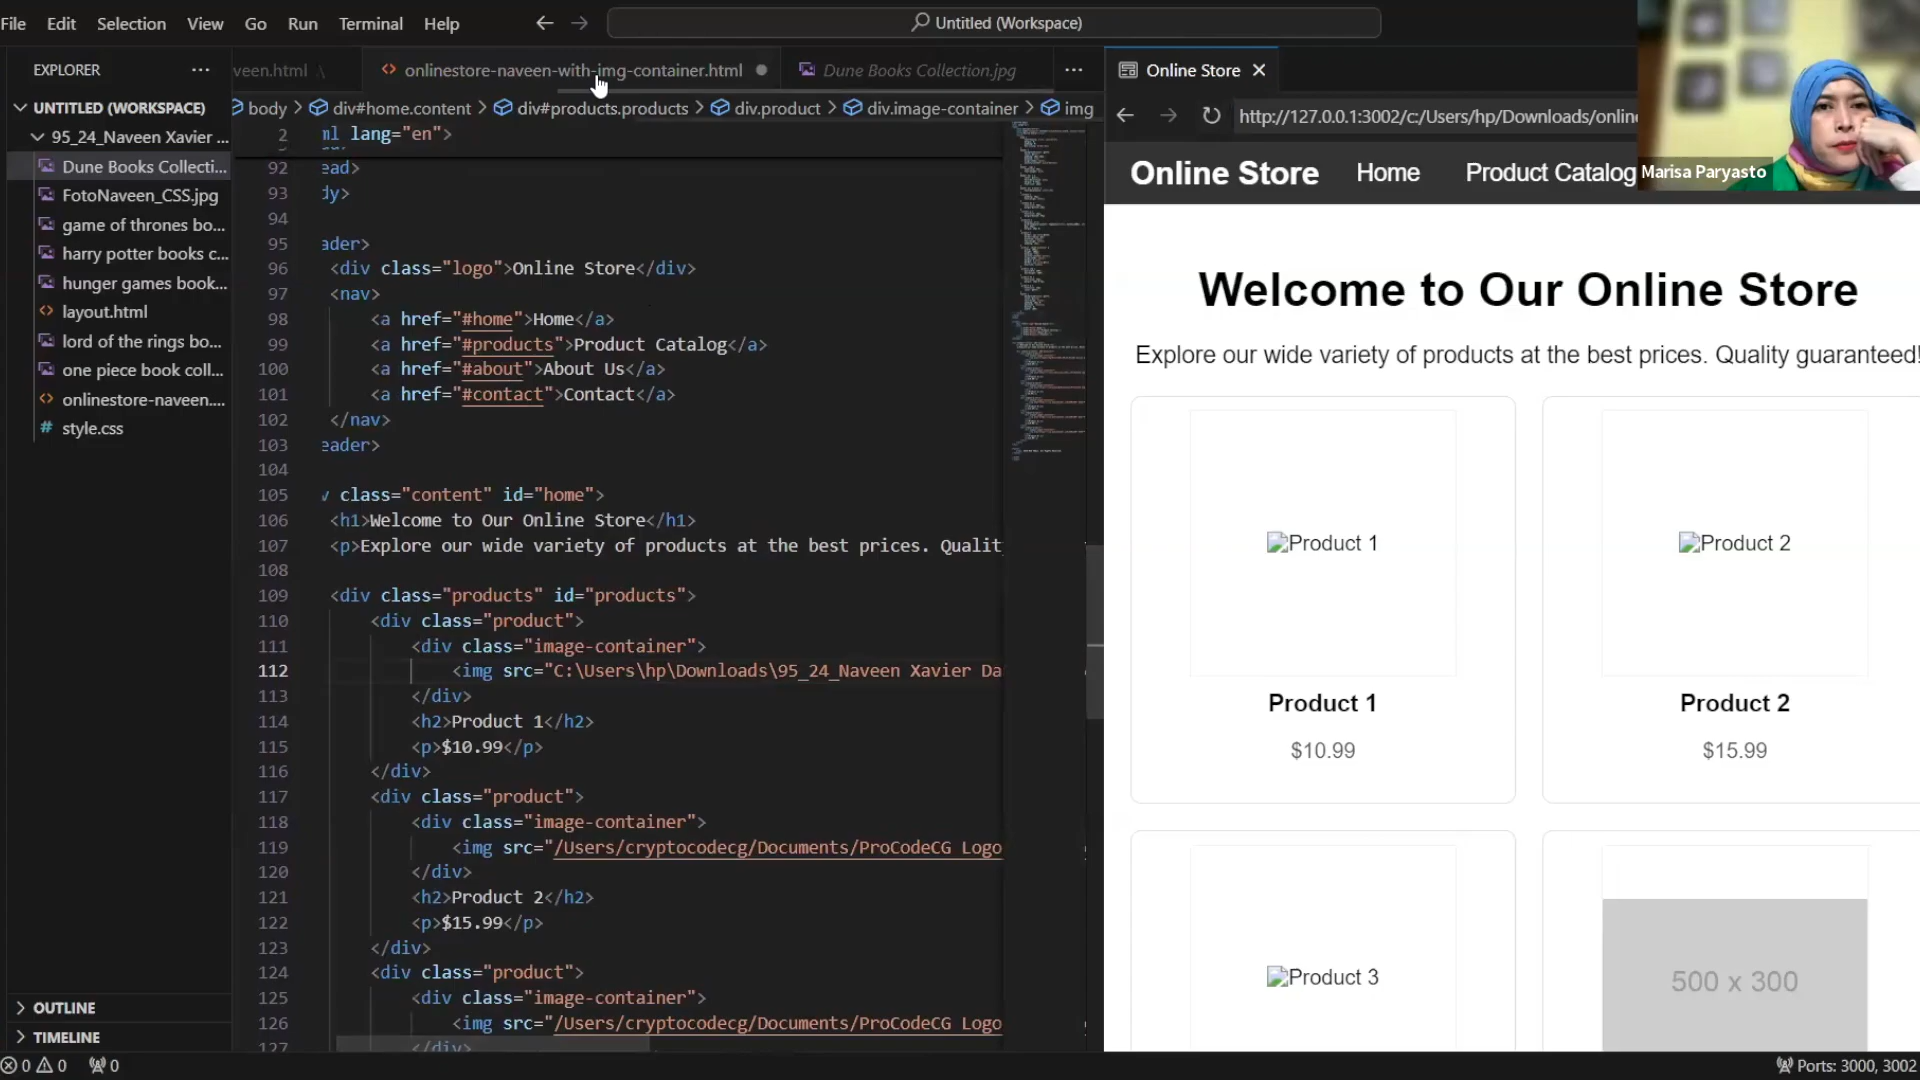 File Edit Selection View Go Run Terminal Help
Untitled (Workspace)
EXPLORER
UNTITLED (WORKSPACE)
95_24_Naveen Xavier ...
Dune Books Collecti...
FotoNaveen_CSS.jpg
game of thrones bo...
harry potter books c...
hunger games book...
layout.html
lord of the rings bo...
one piece book coll...
onlinestore-naveen....
style.css
OUTLINE
TIMELINE
veen.html
onlinestore-naveen-with-img-container.html
Dune Books Collection.jpg
body > div#home.content > div#products.products > div.product > div.image-container > img
2 ml lang="en">
92 ead>
93 dy>
94
95 ader>
96 <div class="logo">Online Store</div>
97 <nav>
98 <a href="#home">Home</a>
99 <a href="#products">Product Catalog</a>
100 <a href="#about">About Us</a>
101 <a href="#contact">Contact</a>
102 </nav>
103 eader>
104
105 v class="content" id="home">
106 <h1>Welcome to Our Online Store</h1>
107 <p>Explore our wide variety of products at the best prices. Qualit
108
109 <div class="products" id="products">
110 <div class="product">
111 <div class="image-container">
112 <img src="C:\Users\hp\Downloads\95_24_Naveen Xavier Da
113 </div>
114 <h2>Product 1</h2>
115 <p>$10.99</p>
116 </div>
117 <div class="product">
118 <div class="image-container">
119 <img src="/Users/cryptocodecg/Documents/ProCodeCG Logo
120 </div>
121 <h2>Product 2</h2>
122 <p>$15.99</p>
123 </div>
124 <div class="product">
125 <div class="image-container">
126 <img src="/Users/cryptocodecg/Documents/ProCodeCG Logo
127 </div>
Online Store
http://127.0.0.1:3002/c:/Users/hp/Downloads/onlin
Online Store Home Product Catalog
Marisa Paryasto
Welcome to Our Online Store
Explore our wide variety of products at the best prices. Quality guaranteed!
Product 1
Product 1
$10.99
Product 2
Product 2
$15.99
Product 3
500 x 300
0 0 0
Ports: 3000, 3002